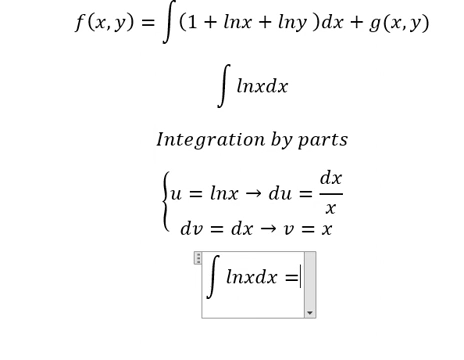 f(x, y) = ∫(1 + lnx + lny )dx + g(x, y)
∫ lnxdx
Integration by parts
{u = lnx → du = dx/x
dv = dx → v = x
∫ lnxdx =